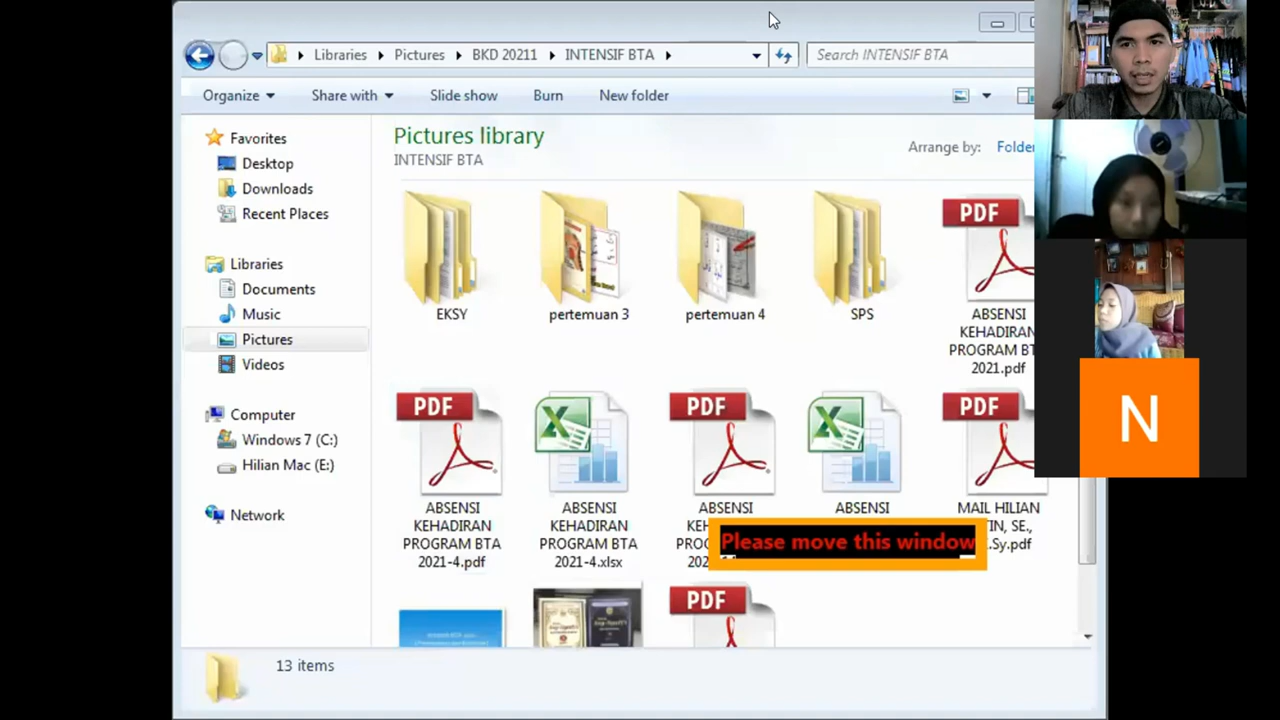 Libraries Pictures BKD 20211 INTENSIF BTA
Search INTENSIF BTA
Organize Share with Slide show Burn New folder
Favorites
Desktop
Downloads
Recent Places
Libraries
Documents
Music
Pictures
Videos
Computer
Windows 7 (C:)
Hilian Mac (E:)
Network
Pictures library
INTENSIF BTA
Arrange by: Folder
EKSY
pertemuan 3
pertemuan 4
SPS
PDF
ABSENSI
KEHADIRAN
PROGRAM BT
2021.pdf
PDF
ABSENSI
KEHADIRAN
PROGRAM BTA
2021-4.pdf
ABSENSI
KEHADIRAN
PROGRAM BTA
2021-4.xlsx
PDF
ABSENSI
ABSENSI
PDF
MAIL HILIAN
TIN, SE.,
.Sy.pdf
Please move this window
PDF
13 items
N